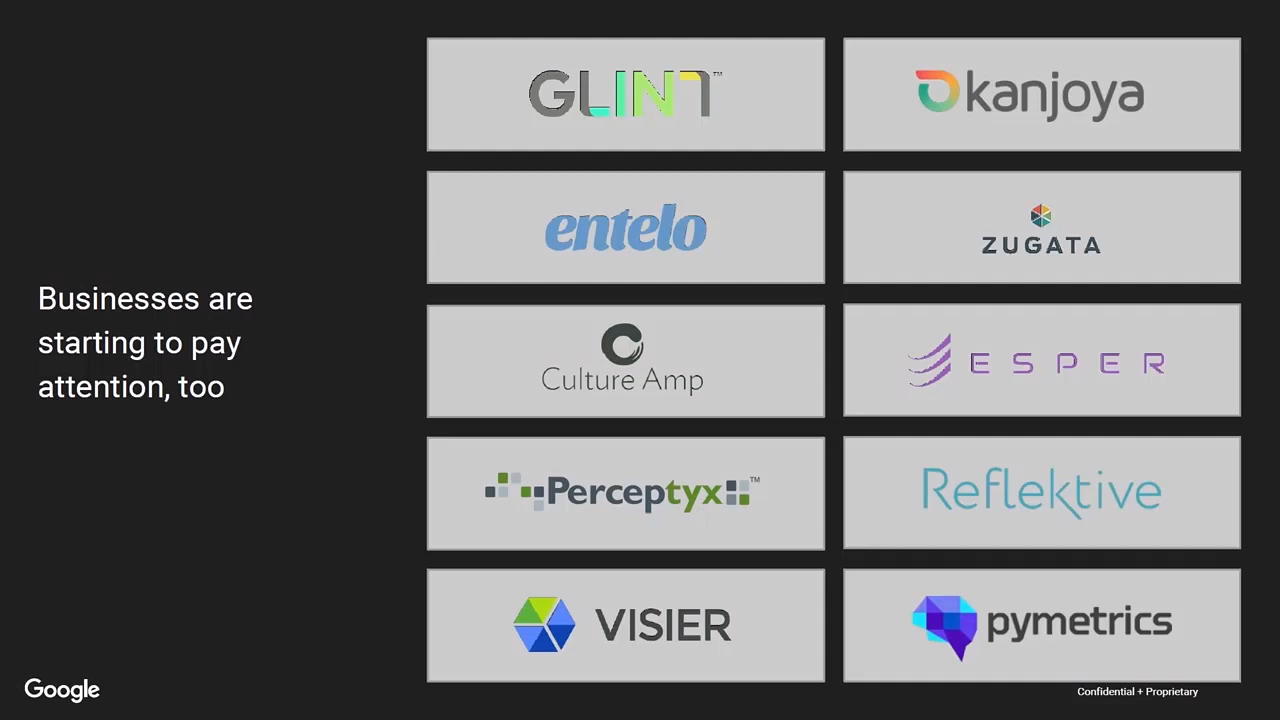 Businesses are
starting to pay
attention, too
GLINT™
kanjoya
entelo
ZUGATA
Culture Amp
ESPER
Perceptyx™
Reflektive
VISIER
pymetrics
Google
Confidential + Proprietary